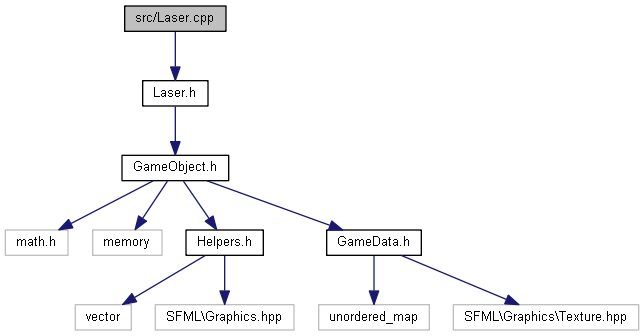 src/Laser.cpp
Laser.h
GameObject.h
math.h
memory
Helpers.h
GameData.h
vector
SFML\Graphics.hpp
unordered_map
SFML\Graphics\Texture.hpp